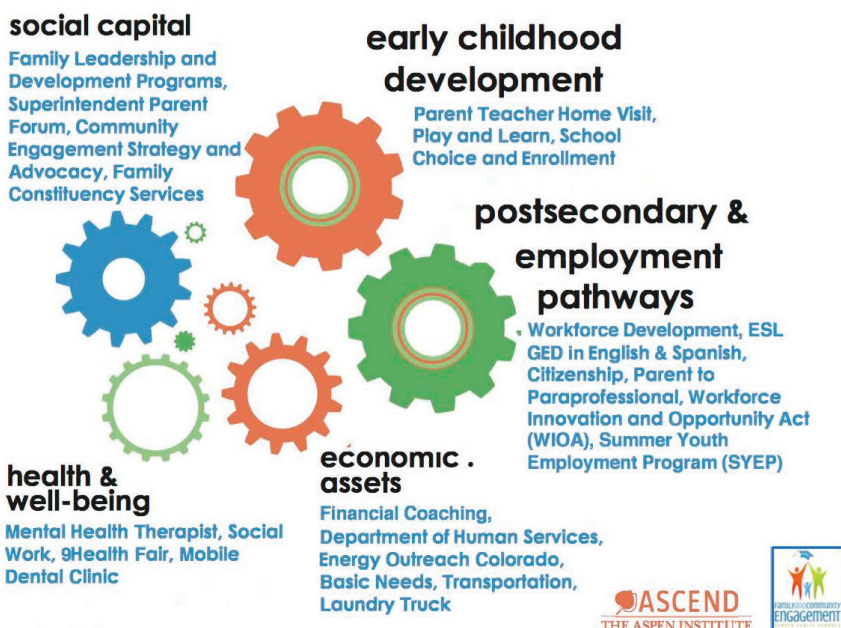 social capital
Family Leadership and
Development Programs,
Superintendent Parent
Forum, Community
Engagement Strategy and
Advocacy, Family
Constituency Services
early childhood
development
Parent Teacher Home Visit,
Play and Learn, School
Choice and Enrollment
postsecondary &
employment
pathways
Workforce Development, ESL
GED in English & Spanish,
Citizenship, Parent to
Paraprofessional, Workforce
Innovation and Opportunity Act
(WIOA), Summer Youth
Employment Program (SYEP)
health &
well-being
Mental Health Therapist, Social
Work, 9Health Fair, Mobile
Dental Clinic
economic .
assets
Financial Coaching,
Department of Human Services,
Energy Outreach Colorado,
Basic Needs, Transportation,
Laundry Truck
ASCEND
THE ASPEN INSTITUTE
FAMILY AND COMMUNITY
ENGAGEMENT